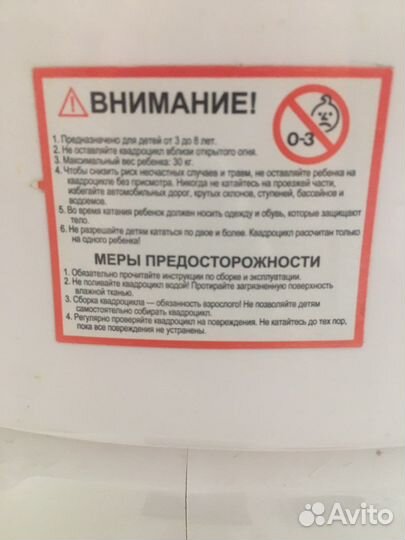 ВНИМАНИЕ!
0-3
1. Предназначено для детей от 3 до 8 лет.
2. Не оставляйте квадроцикл вблизи открытого огня.
3. Максимальный вес ребенка: 30 кг.
4. Чтобы снизить риск несчастных случаев и травм, не оставляйте ребенка на
квадроцикле без присмотра. Никогда не катайтесь на проезжей части,
избегайте автомобильных дорог, крутых склонов, ступеней, бассейнов и
водоемов.
5. Во время катания ребенок должен носить одежду и обувь, которые защищают
тело.
6. Не разрешайте детям кататься по двое и более. Квадроцикл рассчитан только
на одного ребенка!
МЕРЫ ПРЕДОСТОРОЖНОСТИ
1. Обязательно прочитайте инструкции по сборке и эксплуатации.
2. Не поливайте квадроцикл водой! Протирайте загрязненную поверхность
влажной тканью.
3. Сборка квадроцикла — обязанность взрослого! Не позволяйте детям
самостоятельно собирать квадроцикл.
4. Регулярно проверяйте квадроцикл на повреждения. Не катайтесь до тех пор,
пока все повреждения не устранены.
Avito